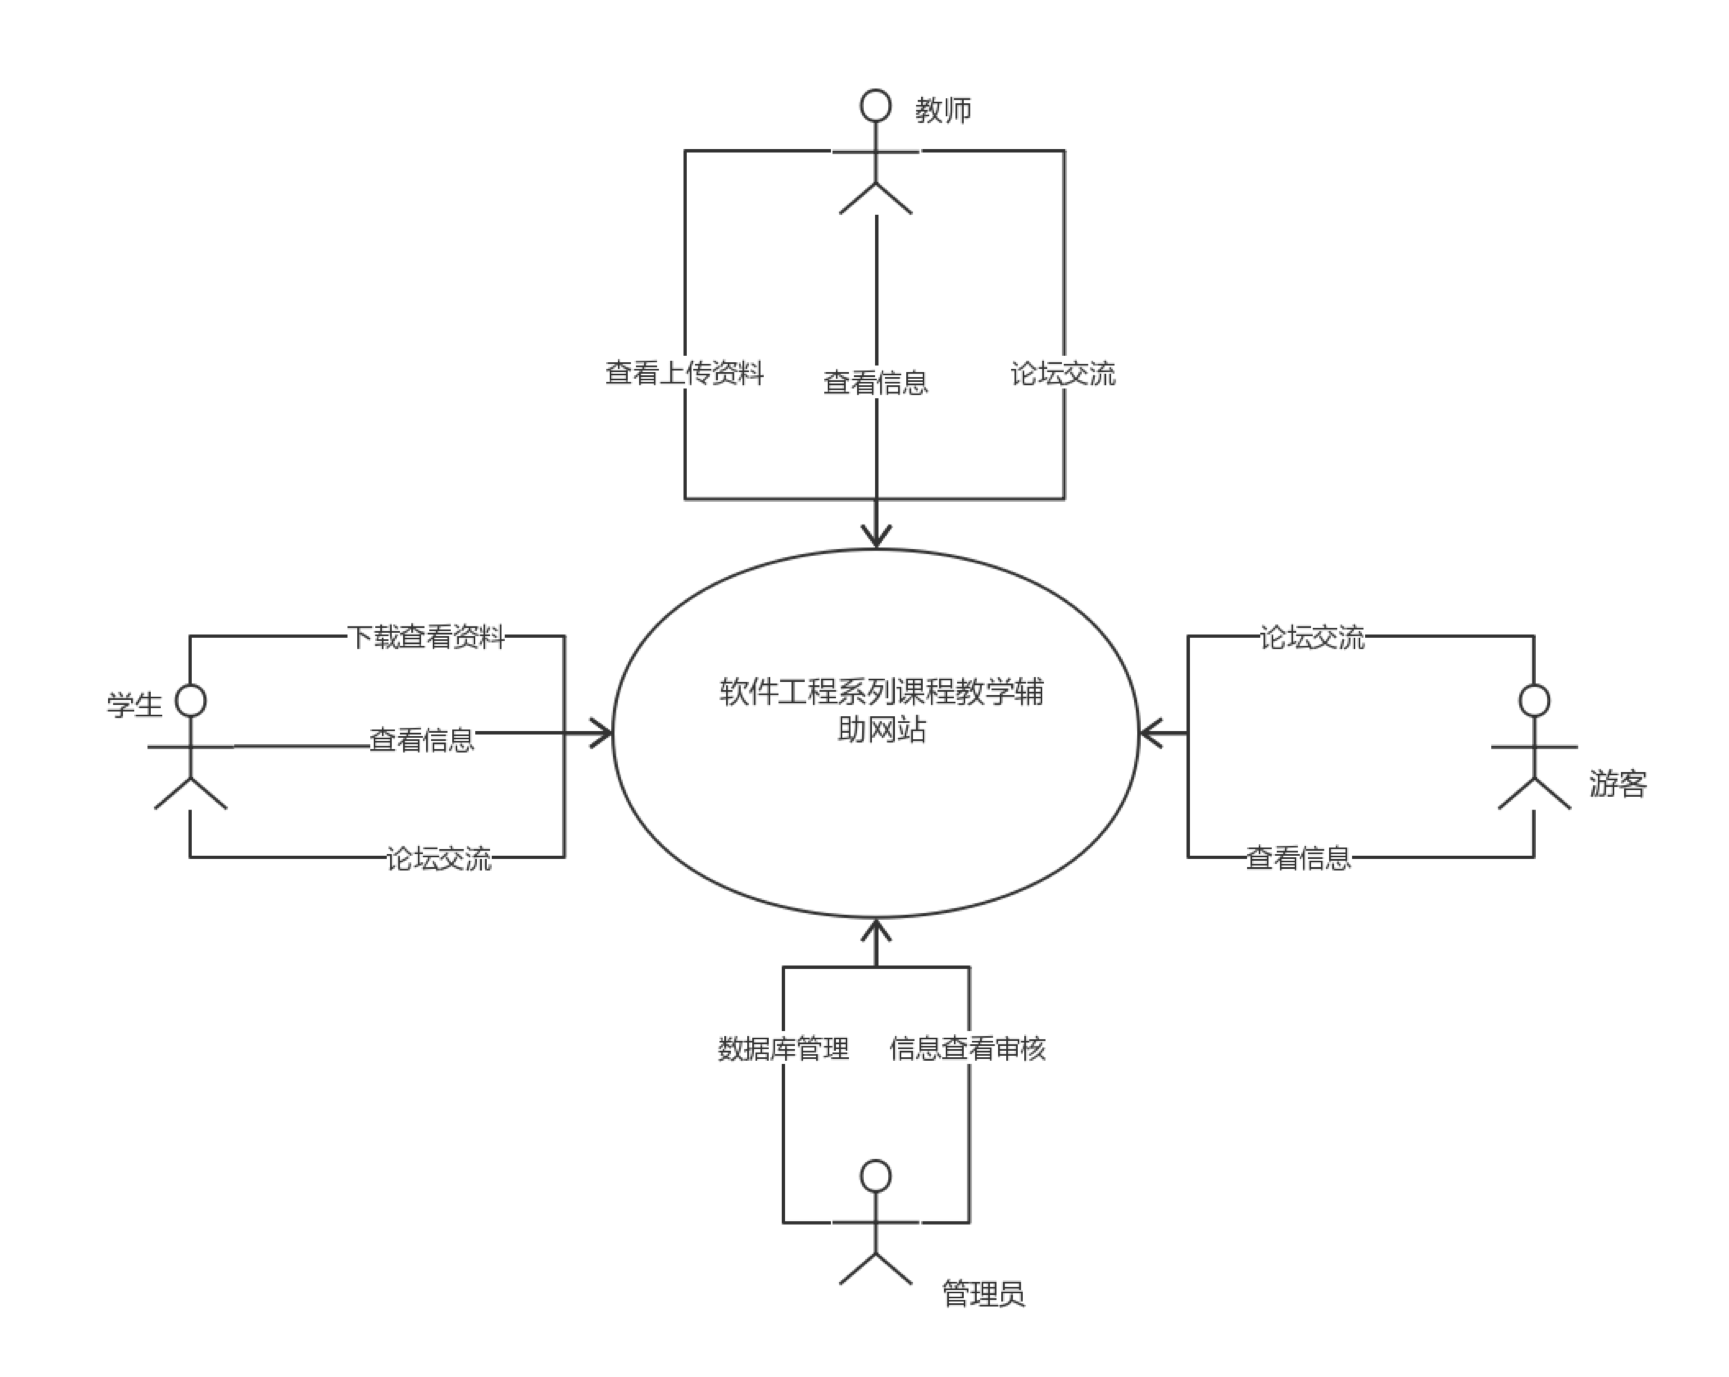 教师
查看上传资料
查看信息
论坛交流
下载查看资料
学生
查看信息
论坛交流
软件工程系列课程教学辅
助网站
论坛交流
游客
查看信息
数据库管理
信息查看审核
管理员